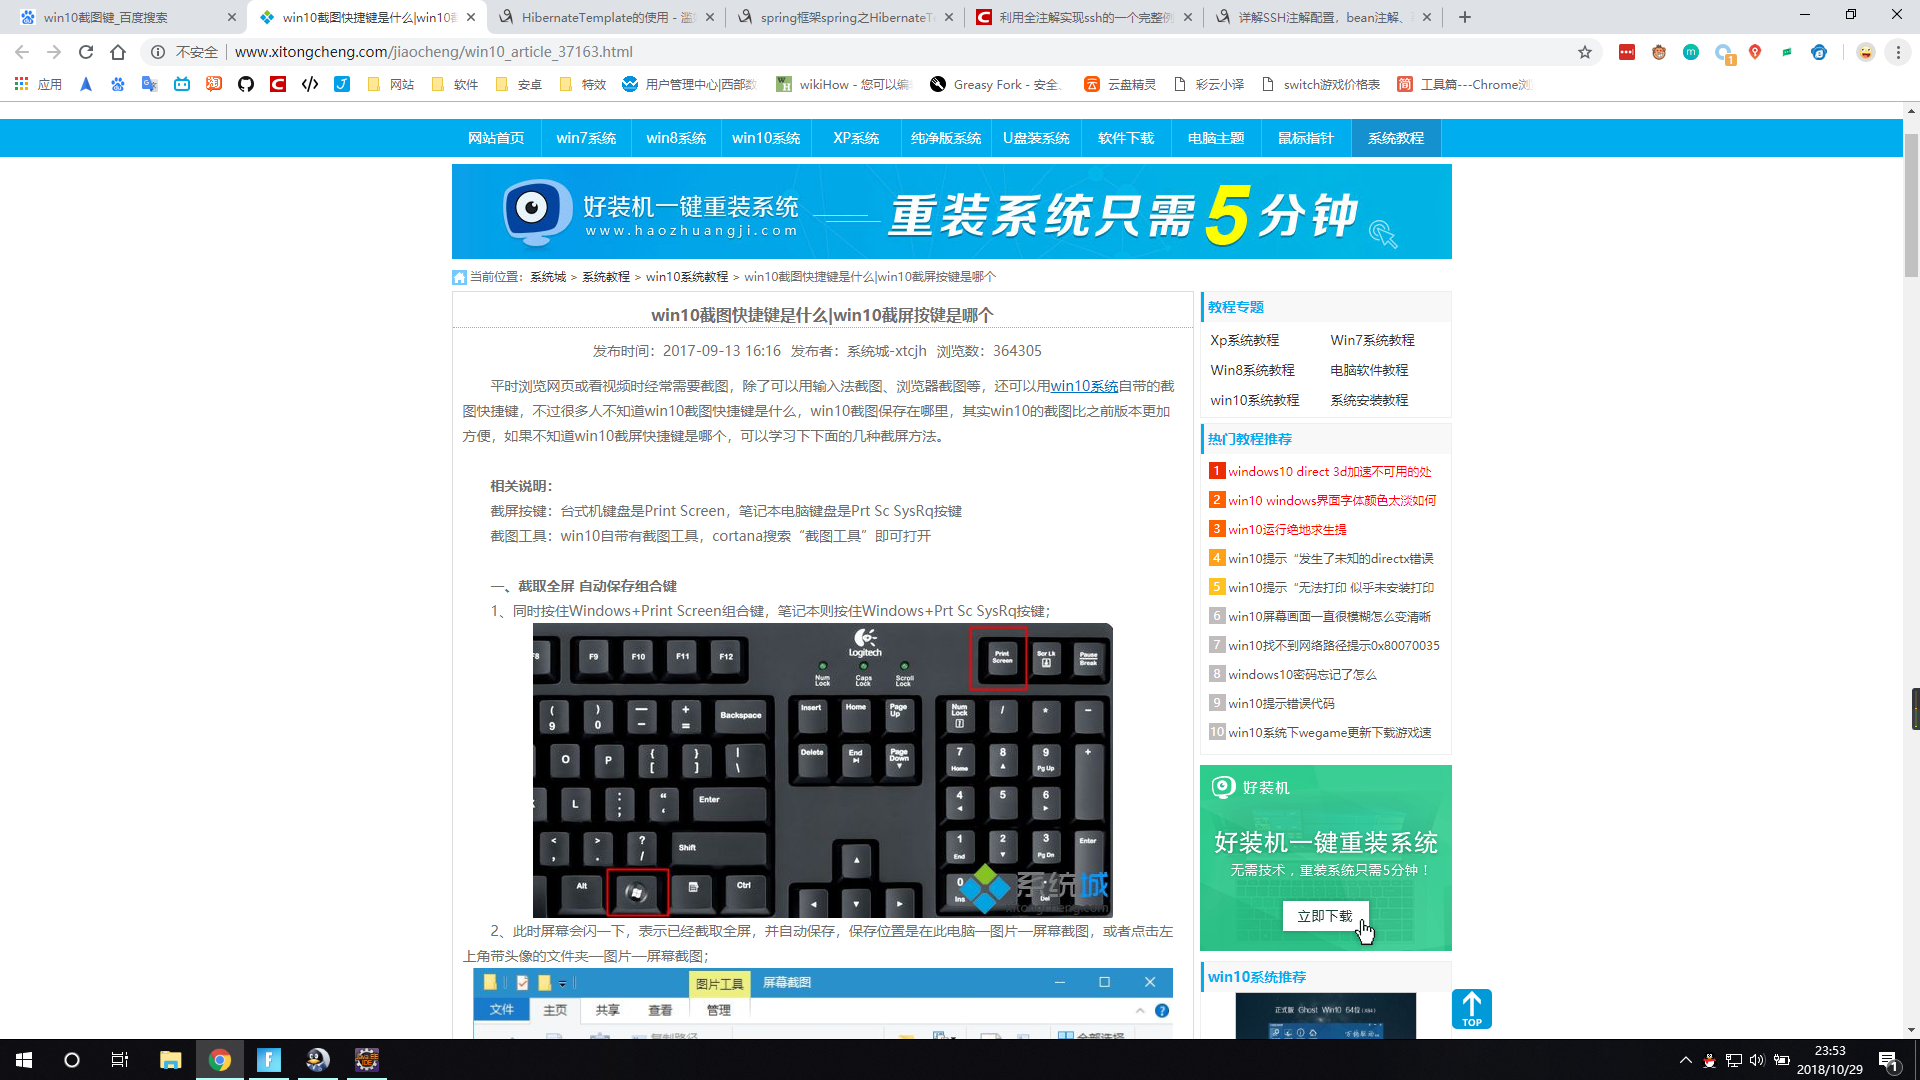 win10截图键_百度搜索
win10截图快捷键是什么|win10截
HibernateTemplate的使用 - 滥
spring框架spring之HibernateT
利用全注解实现ssh的一个完整例
详解SSH注解配置，bean注解、
不安全
www.xitongcheng.com/jiaocheng/win10_article_37163.html
应用
网站
软件
安卓
特效
用户管理中心|西部数
wikiHow - 您可以编
Greasy Fork - 安全、
云盘精灵
彩云小译
switch游戏价格表
工具篇---Chrome浏
网站首页
win7系统
win8系统
win10系统
XP系统
纯净版系统
U盘装系统
软件下载
电脑主题
鼠标指针
系统教程
好装机一键重装系统
www.haozhuangji.com
重装系统只需5分钟
当前位置：系统城 > 系统教程 > win10系统教程 > win10截图快捷键是什么|win10截屏按键是哪个
win10截图快捷键是什么|win10截屏按键是哪个
发布时间：2017-09-13 16:16 发布者：系统城-xtcjh 浏览数：364305
平时浏览网页或看视频时经常需要截图，除了可以用输入法截图、浏览器截图等，还可以用win10系统自带的截
图快捷键，不过很多人不知道win10截图快捷键是什么，win10截图保存在哪里，其实win10的截图比之前版本更加
方便，如果不知道win10截屏快捷键是哪个，可以学习下下面的几种截屏方法。
相关说明：
截屏按键：台式机键盘是Print Screen，笔记本电脑键盘是Prt Sc SysRq按键
截图工具：win10自带有截图工具，cortana搜索“截图工具”即可打开
一、截取全屏 自动保存组合键
1、同时按住Windows+Print Screen组合键，笔记本则按住Windows+Prt Sc SysRq按键；
F8 F9 F10 F11 F12
Logitech
Num Lock Caps Lock Scroll Lock
Print Screen
Scr Lk
Pause Break
( 9 ) 0 — - + = Backspace
Insert Home Page Up
Num Lock / * -
O P { [ } ] | \
Delete End Page Down
7 Home 8 9 Pg Up +
L : ; “ ‘ Enter
4 5 6
< , > . ? / Shift
1 End 2 3 Pg Dn Enter
Alt Ctrl
0 Ins Del
系统城
xitongcheng.com
2、此时屏幕会闪一下，表示已经截取全屏，并自动保存，保存位置是在此电脑—图片—屏幕截图，或者点击左
上角带头像的文件夹—图片—屏幕截图；
图片工具
屏幕截图
文件
主页
共享
查看
管理
复制路径
全部选择
教程专题
Xp系统教程
Win7系统教程
Win8系统教程
电脑软件教程
win10系统教程
系统安装教程
热门教程推荐
1 windows10 direct 3d加速不可用的处
2 win10 windows界面字体颜色太淡如何
3 win10运行绝地求生提
4 win10提示“发生了未知的directx错误
5 win10提示“无法打印 似乎未安装打印
6 win10屏幕画面一直很模糊怎么变清晰
7 win10找不到网络路径提示0x80070035
8 windows10密码忘记了怎么
9 win10提示错误代码
10 win10系统下wegame更新下载游戏速
好装机
好装机一键重装系统
无需技术，重装系统只需5分钟！
立即下载
win10系统推荐
正式版 Ghost Win10 64位(X64)
TOP
23:53
2018/10/29
1